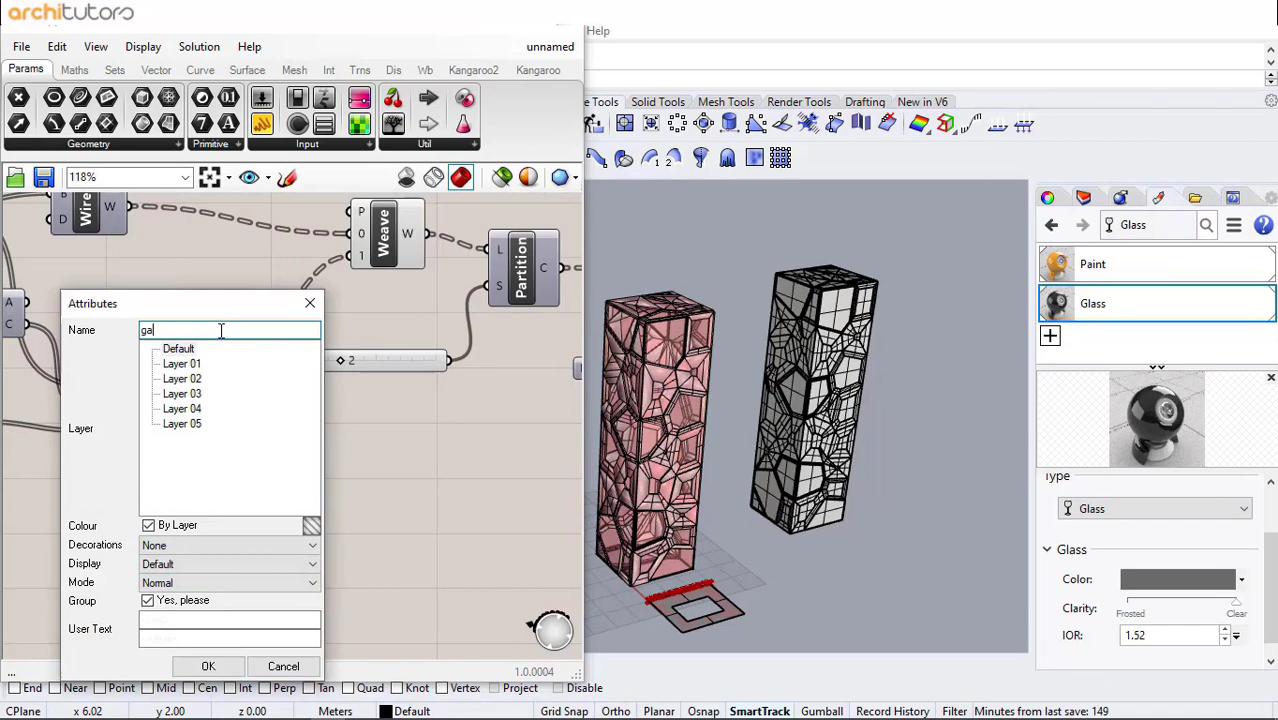 architutors
File Edit View Display Solution Help unnamed
Help
Params Maths Sets Vector Curve Surface Mesh Int Trns Dis Wb Kangaroo2 Kangaroo
e Tools Solid Tools Mesh Tools Render Tools Drafting New in V6
Geometry Primitive Input Util
118%
Wire D W
P 0 1 Weave W
L S Partition C
A
C
2
Attributes
Name ga
Default
Layer 01
Layer 02
Layer 03
Layer 04
Layer 05
Layer
Colour By Layer
Decorations None
Display Default
Mode Normal
Group Yes, please
User Text
OK Cancel
... 1.0.0004
Glass
Paint
Glass
Type
Glass
Glass
Color:
Clarity: Frosted Clear
IOR: 1.52
End Near Point Mid Cen Int Perp Tan Quad Knot Vertex Project Disable
CPlane x 6.02 y 2.00 z 0.00 Meters Default Grid Snap Ortho Planar Osnap SmartTrack Gumball Record History Filter Minutes from last save: 149